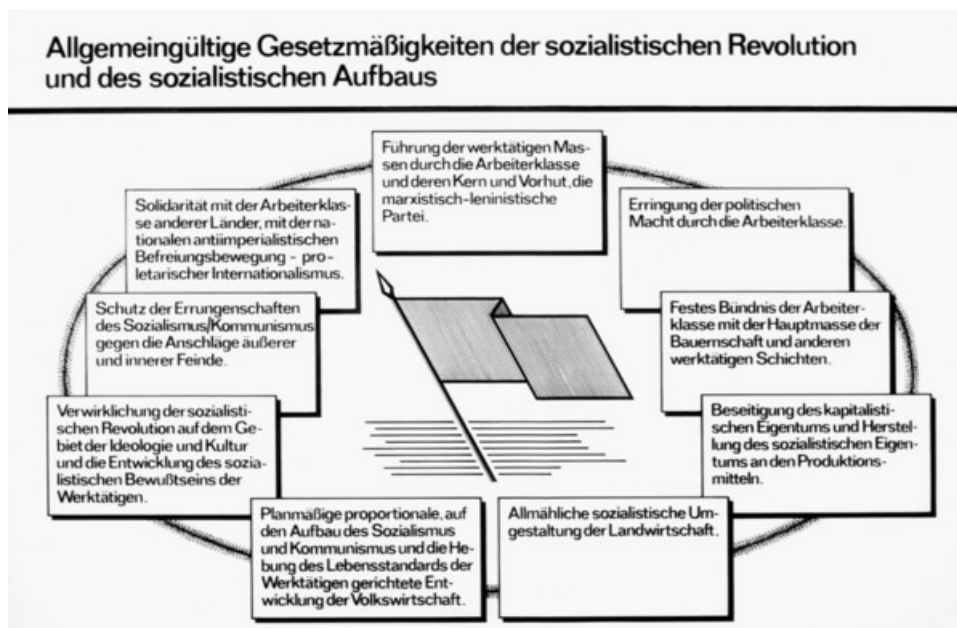 Allgemeingültige Gesetzmäßigkeiten der sozialistischen Revolution
und des sozialistischen Aufbaus
Führung der werktätigen Mas-
sen durch die Arbeiterklasse
und deren Kern und Vorhut, die
marxistisch-leninistische
Partei.
Erringung der politischen
Macht durch die Arbeiterklasse.
Festes Bündnis der Arbeiter-
klasse mit der Hauptmasse der
Bauernschaft und anderen
werktätigen Schichten.
Beseitigung des kapitalisti-
schen Eigentums und Herstel-
lung des sozialistischen Eigen-
tums an den Produktions-
mitteln.
Allmähliche sozialistische Um-
gestaltung der Landwirtschaft.
Planmäßige proportionale, auf
den Aufbau des Sozialismus
und Kommunismus und die He-
bung des Lebensstandards der
Werktätigen gerichtete Ent-
wicklung der Volkswirtschaft.
Verwirklichung der sozialisti-
schen Revolution auf dem Ge-
biet der Ideologie und Kultur
und die Entwicklung des sozia-
listischen Bewußtseins der
Werktätigen.
Schutz der Errungenschaften
des Sozialismus/Kommunismus
gegen die Anschläge äußerer
und innerer Feinde.
Solidarität mit der Arbeiterklas-
se anderer Länder, mit der na-
tionalen antiimperialistischen
Befreiungsbewegung - pro-
letarischer Internationalismus.